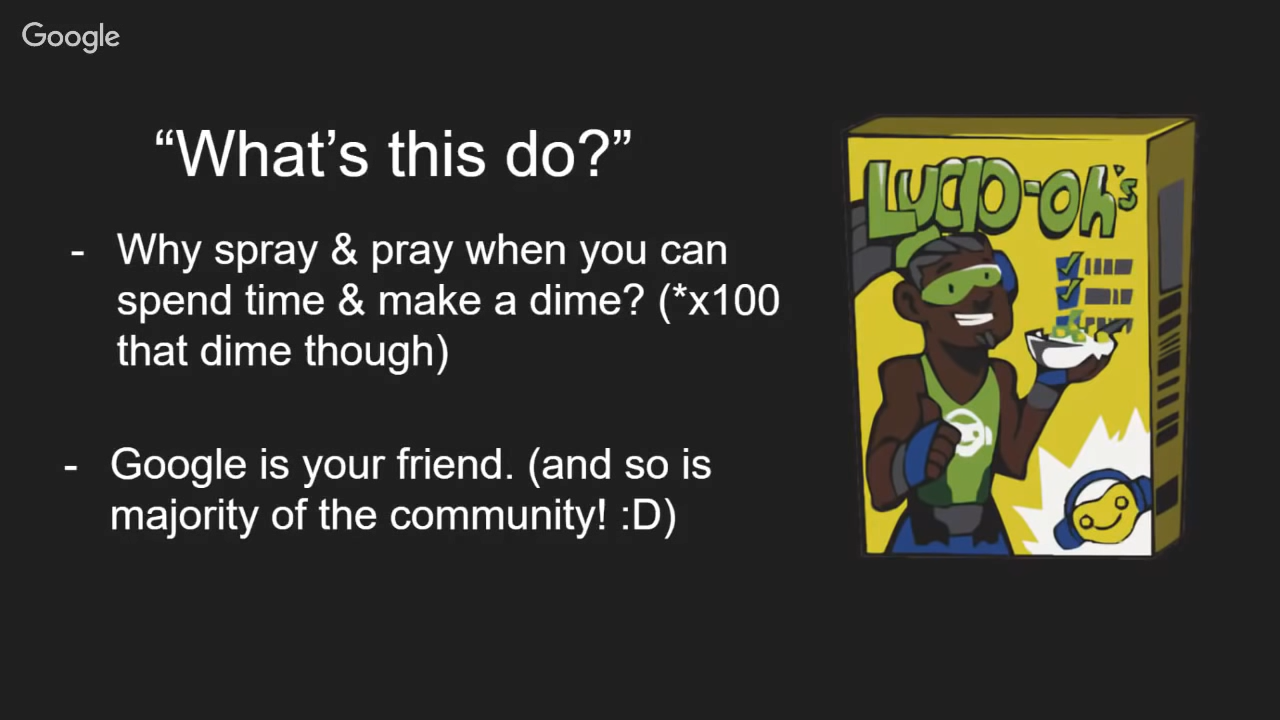 Google
“What’s this do?”
- Why spray & pray when you can
spend time & make a dime? (*x100
that dime though)
- Google is your friend. (and so is
majority of the community! :D)
LUCIO-OH's